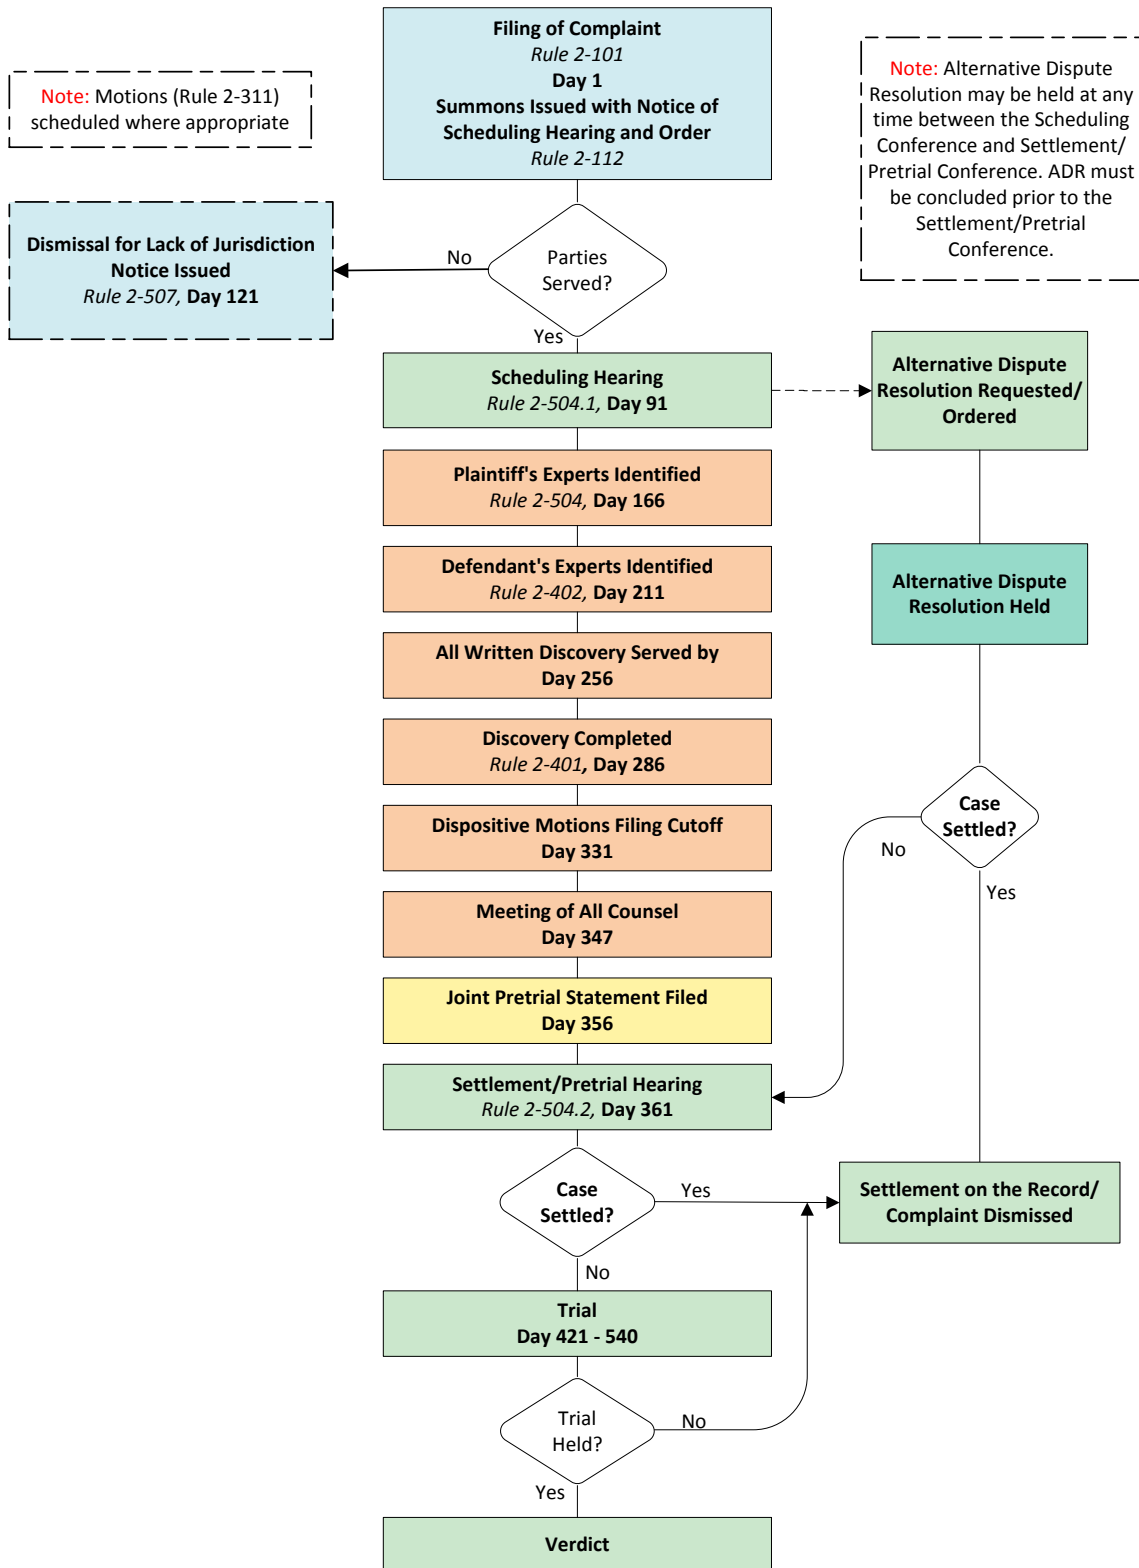 Filing of Complaint
Rule 2-101
Day 1
Summons Issued with Notice of
Scheduling Hearing and Order
Rule 2-112
Note: Motions (Rule 2-311)
scheduled where appropriate
Note: Alternative Dispute
Resolution may be held at any
time between the Scheduling
Conference and Settlement/
Pretrial Conference. ADR must
be concluded prior to the
Settlement/Pretrial
Conference.
Dismissal for Lack of Jurisdiction
Notice Issued
Rule 2-507, Day 121
No
Parties
Served?
Yes
Scheduling Hearing
Rule 2-504.1, Day 91
Alternative Dispute
Resolution Requested/
Ordered
Plaintiff's Experts Identified
Rule 2-504, Day 166
Defendant's Experts Identified
Rule 2-402, Day 211
Alternative Dispute
Resolution Held
All Written Discovery Served by
Day 256
Discovery Completed
Rule 2-401, Day 286
Case
Settled?
No
Yes
Dispositive Motions Filing Cutoff
Day 331
Meeting of All Counsel
Day 347
Joint Pretrial Statement Filed
Day 356
Settlement/Pretrial Hearing
Rule 2-504.2, Day 361
Case
Settled?
Yes
Settlement on the Record/
Complaint Dismissed
No
Trial
Day 421 - 540
Trial
Held?
No
Yes
Verdict